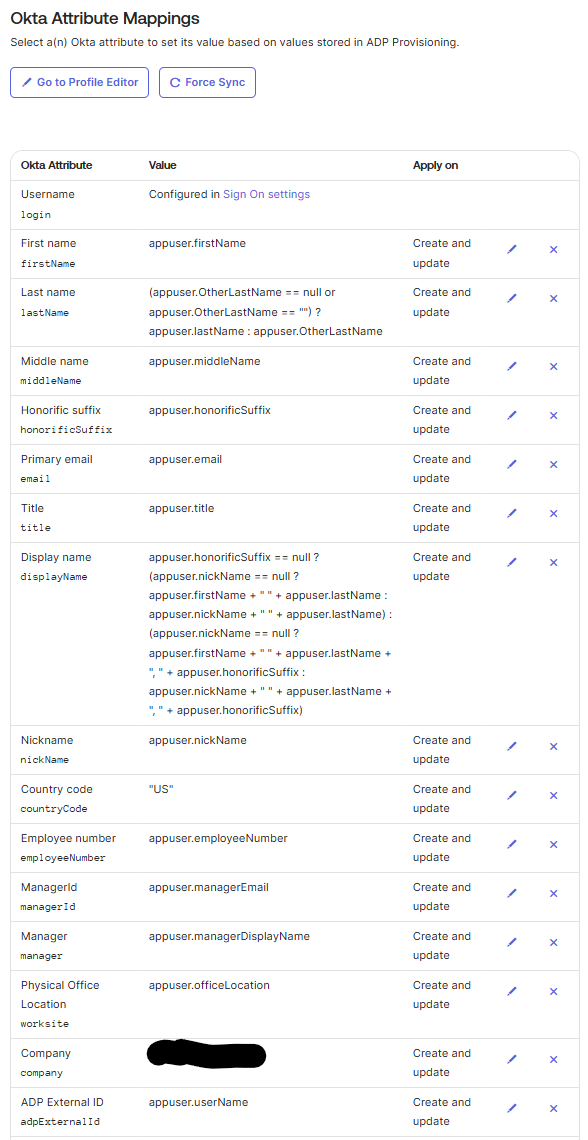 Okta Attribute Mappings
Select a(n) Okta attribute to set its value based on values stored in ADP Provisioning.
Go to Profile Editor
Force Sync
Okta Attribute Value Apply on
Username
login
Configured in Sign On settings
First name
firstName
appuser.firstName
Create and
update
Last name
lastName
(appuser.OtherLastName == null or
appuser.OtherLastName == "") ?
appuser.lastName : appuser.OtherLastName
Create and
update
Middle name
middleName
appuser.middleName
Create and
update
Honorific suffix
honorificSuffix
appuser.honorificSuffix
Create and
update
Primary email
email
appuser.email
Create and
update
Title
title
appuser.title
Create and
update
Display name
displayName
appuser.honorificSuffix == null ?
(appuser.nickName == null ?
appuser.firstName + " " + appuser.lastName :
appuser.nickName + " " + appuser.lastName) :
(appuser.nickName == null ?
appuser.firstName + " " + appuser.lastName +
", " + appuser.honorificSuffix :
appuser.nickName + " " + appuser.lastName +
", " + appuser.honorificSuffix)
Create and
update
Nickname
nickName
appuser.nickName
Create and
update
Country code
countryCode
"US"
Create and
update
Employee number
employeeNumber
appuser.employeeNumber
Create and
update
ManagerId
managerId
appuser.managerEmail
Create and
update
Manager
manager
appuser.managerDisplayName
Create and
update
Physical Office
Location
worksite
appuser.officeLocation
Create and
update
Company
company
Create and
update
ADP External ID
adpExternalId
appuser.userName
Create and
update